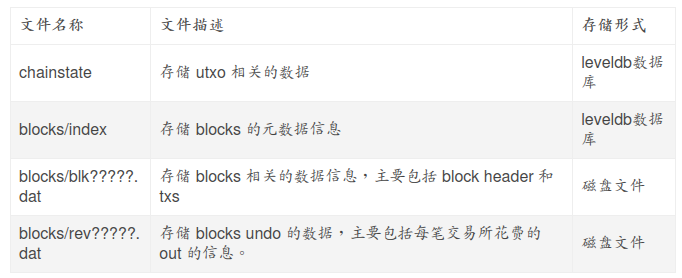 文件名称 文件描述 存储形式
leveldb数据
chainstate 存储 utxo 相关的数据
库
leveldb数据
blocks/index 存储 blocks 的元数据信息
库
blocks/blk?????. 存储 blocks 相关的数据信息，主要包括 block header 和
磁盘文件
dat txs
blocks/rev?????. 存储 blocks undo 的数据，主要包括每笔交易所花费的
磁盘文件
dat out 的信息。